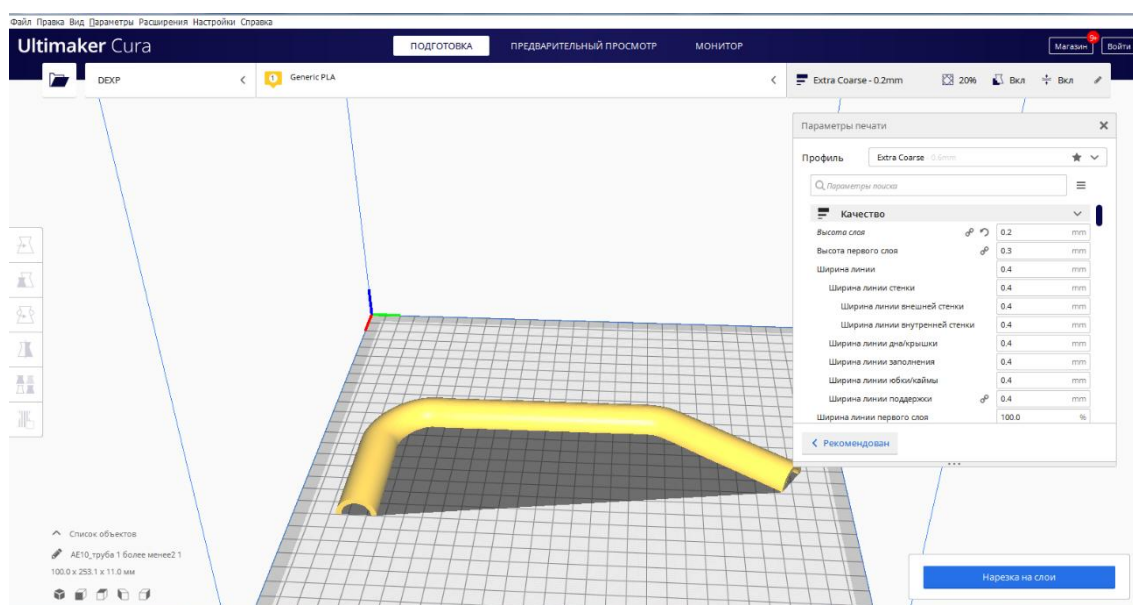 Файл Правка Вид Параметры Расширения Настройки Справка
Ultimaker Cura
ПОДГОТОВКА ПРЕДВАРИТЕЛЬНЫЙ ПРОСМОТР МОНИТОР
Магазин 9+ Войти
DEXP
1 Generic PLA
Extra Coarse - 0.2mm 20% Вкл Вкл
Параметры печати
Профиль Extra Coarse 0.6mm
Параметры поиска
Качество
Высота слоя 0.2 mm
Высота первого слоя 0.3 mm
Ширина линии 0.4 mm
Ширина линии стенки 0.4 mm
Ширина линии внешней стенки 0.4 mm
Ширина линии внутренней стенки 0.4 mm
Ширина линии дна/крышки 0.4 mm
Ширина линии заполнения 0.4 mm
Ширина линии юбки/каймы 0.4 mm
Ширина линии поддержки 0.4 mm
Ширина линии первого слоя 100.0 %
Рекомендован
Список объектов
AE10_труба 1 более менее2 1
100.0 x 253.1 x 11.0 мм
Нарезка на слои